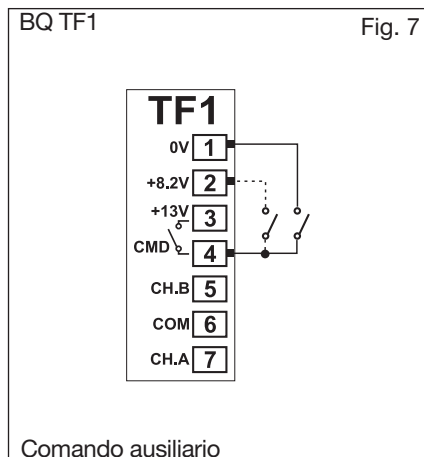 BQ TF1 Fig. 7
TF1
0V 1
+8.2V 2
+13V 3
CMD 4
CH.B 5
COM 6
CH.A 7
Comando ausiliario